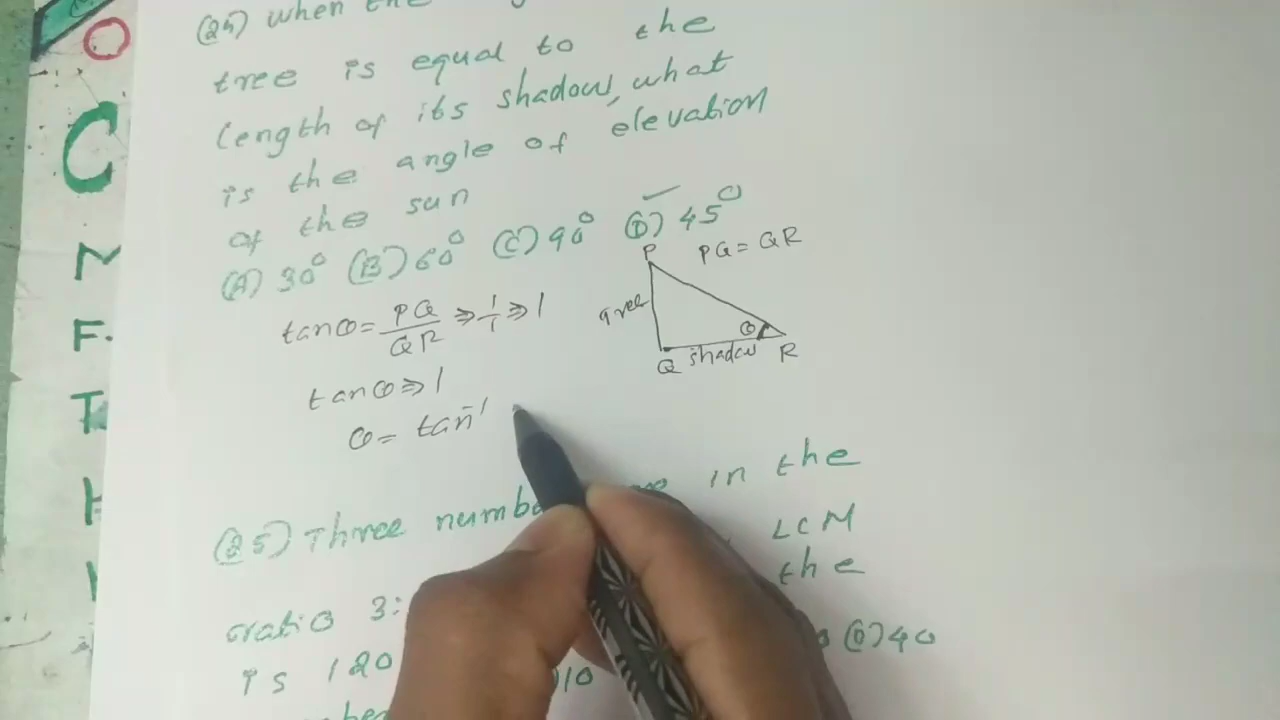 O
C
M
F.
T
H
(24) when the
tree is equal to the
length of its shadow, what
is the angle of elevation
of the sun
(A) 30° (B) 60° (C) 90° (D) 45°
P
PQ = QR
tree
θ
Q shadow R
tanθ = PQ/QR ⇒ 1/1 ⇒ 1
tanθ ⇒ 1
θ = tan⁻¹
(25) Three in the
LCM
ratio 3: the
is 120 10 (D) 40